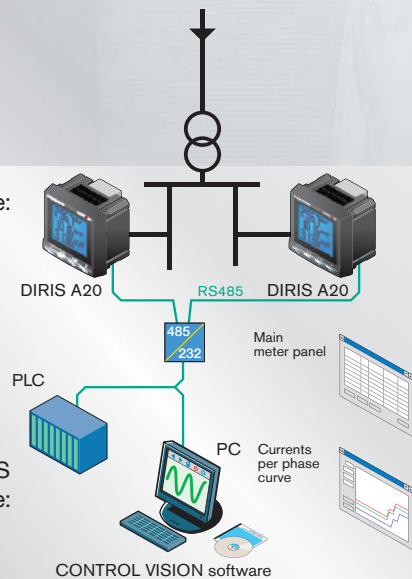 e:
DIRIS A20
RS485
DIRIS A20
485
232
Main
meter panel
PLC
PC
Currents
per phase
curve
S
e:
CONTROL VISION software